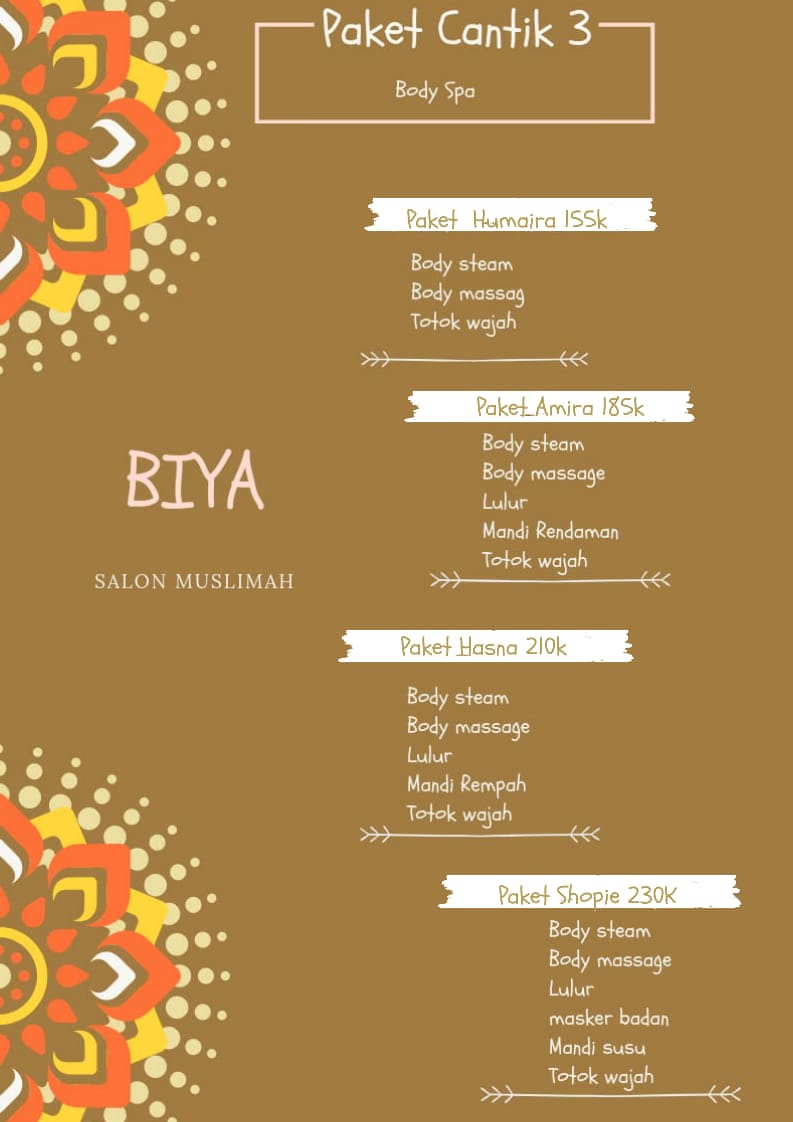 Paket Cantik 3
Body Spa
Paket Humaira 155k
Body steam
Body massag
Totok wajah
Paket Amira 185k
Body steam
Body massage
Lulur
Mandi Rendaman
Totok wajah
BIYA
SALON MUSLIMAH
Paket Hasna 210k
Body steam
Body massage
Lulur
Mandi Rempah
Totok wajah
Paket Shopie 230K
Body steam
Body massage
Lulur
masker badan
Mandi susu
Totok wajah